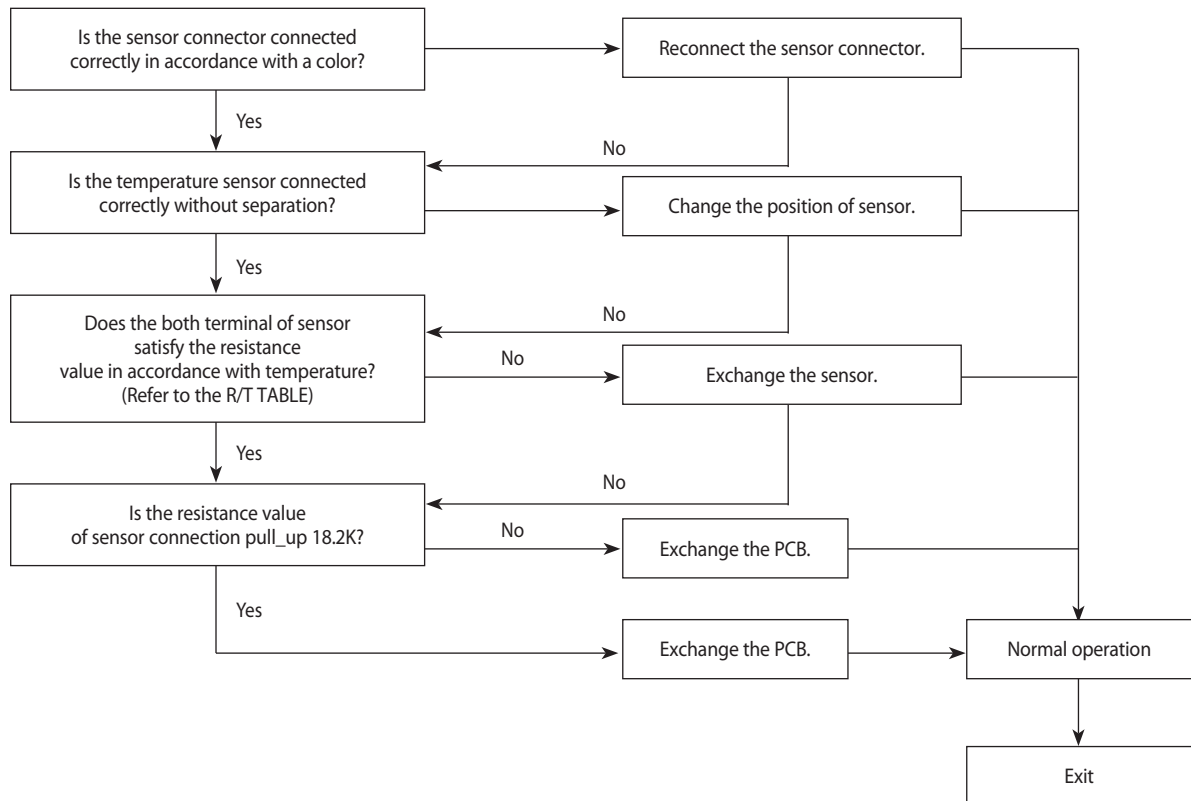 Is the sensor connector connected
correctly in accordance with a color?
Reconnect the sensor connector.
Yes
No
Is the temperature sensor connected
correctly without separation?
Change the position of sensor.
Yes
No
Does the both terminal of sensor
satisfy the resistance
value in accordance with temperature?
(Refer to the R/T TABLE)
No
Exchange the sensor.
Yes
No
Is the resistance value
of sensor connection pull_up 18.2K?
No
Exchange the PCB.
Yes
Exchange the PCB.
Normal operation
Exit